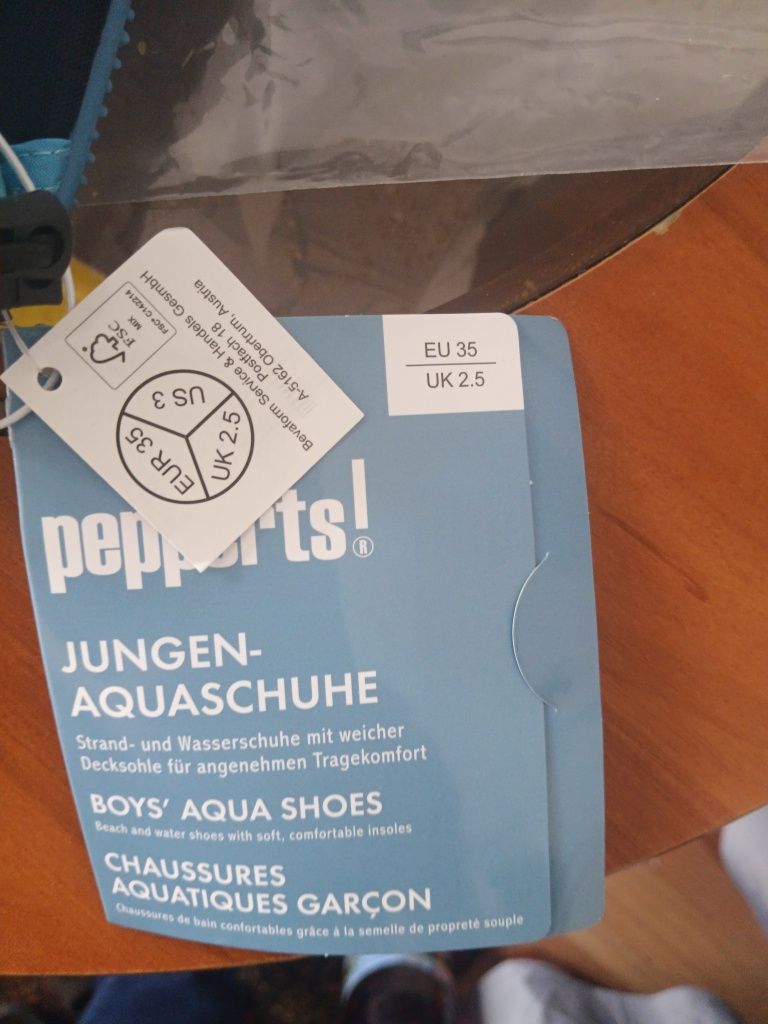 FSC
MIX
FSC® C142214
Bevaform Service & Handels GesmbH
Postfach 18
A-5162 Obertrum, Austria
US 3
EUR 35
UK 2.5
EU 35
UK 2.5
pepperts!®
JUNGEN-
AQUASCHUHE
Strand- und Wasserschuhe mit weicher
Decksohle für angenehmen Tragekomfort
BOYS' AQUA SHOES
Beach and water shoes with soft, comfortable insoles
CHAUSSURES
AQUATIQUES GARÇON
Chaussures de bain confortables grâce à la semelle de propreté souple